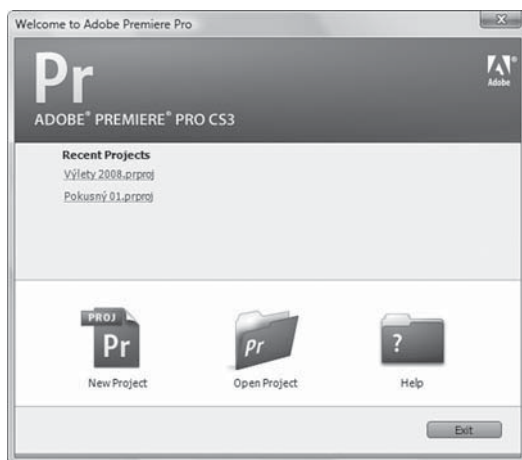 Welcome to Adobe Premiere Pro
Pr
Adobe
ADOBE® PREMIERE® PRO CS3
Recent Projects
Výlety 2008.prproj
Pokusný 01.prproj
PROJ
Pr
Pr
?
New Project
Open Project
Help
Exit